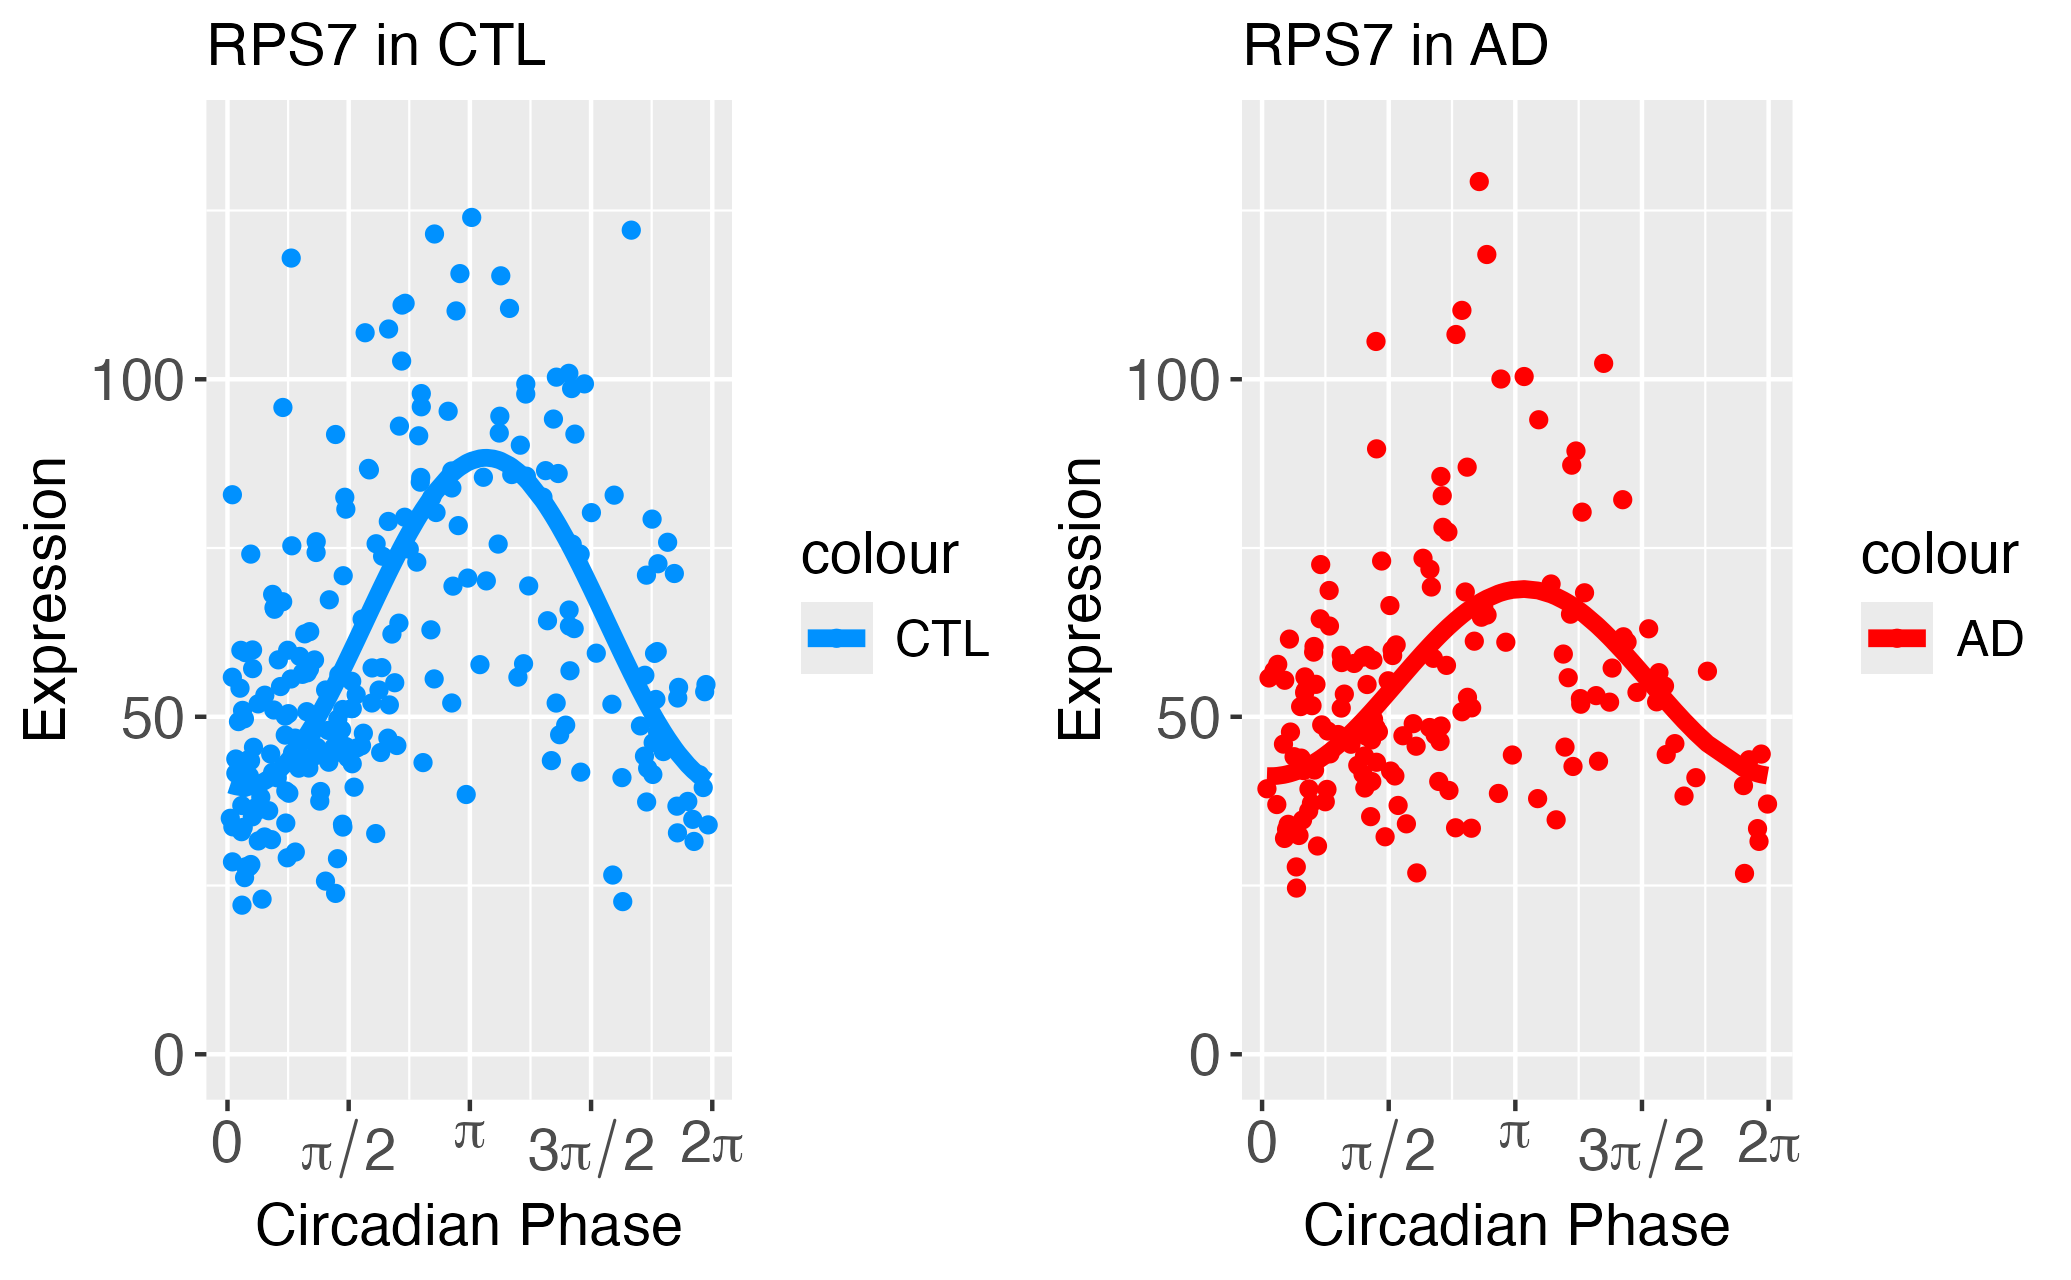 RPS7 in CTL
Expression
100
50
0
0
π/2
π
3π/2
2π
Circadian Phase
colour
CTL
RPS7 in AD
Expression
100
50
0
0
π/2
π
3π/2
2π
Circadian Phase
colour
AD